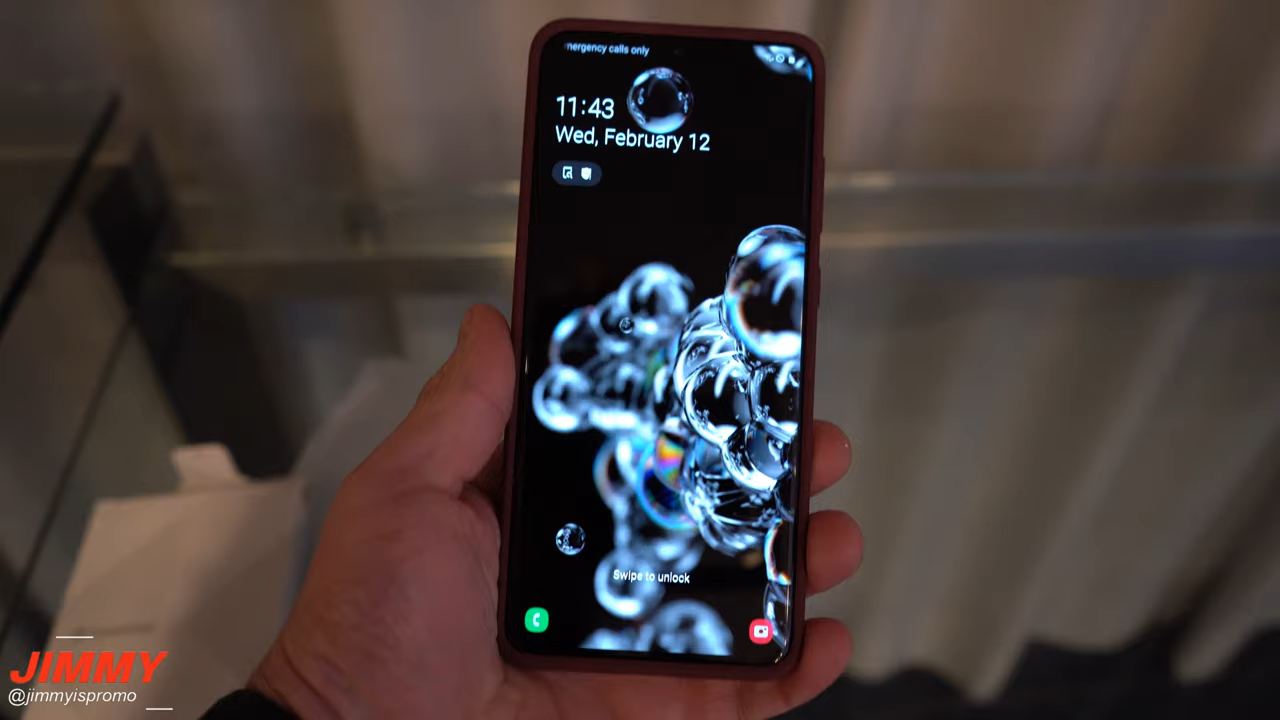 mergency calls only
11:43
Wed, February 12
Swipe to unlock
JIMMY
@jimmyispromo